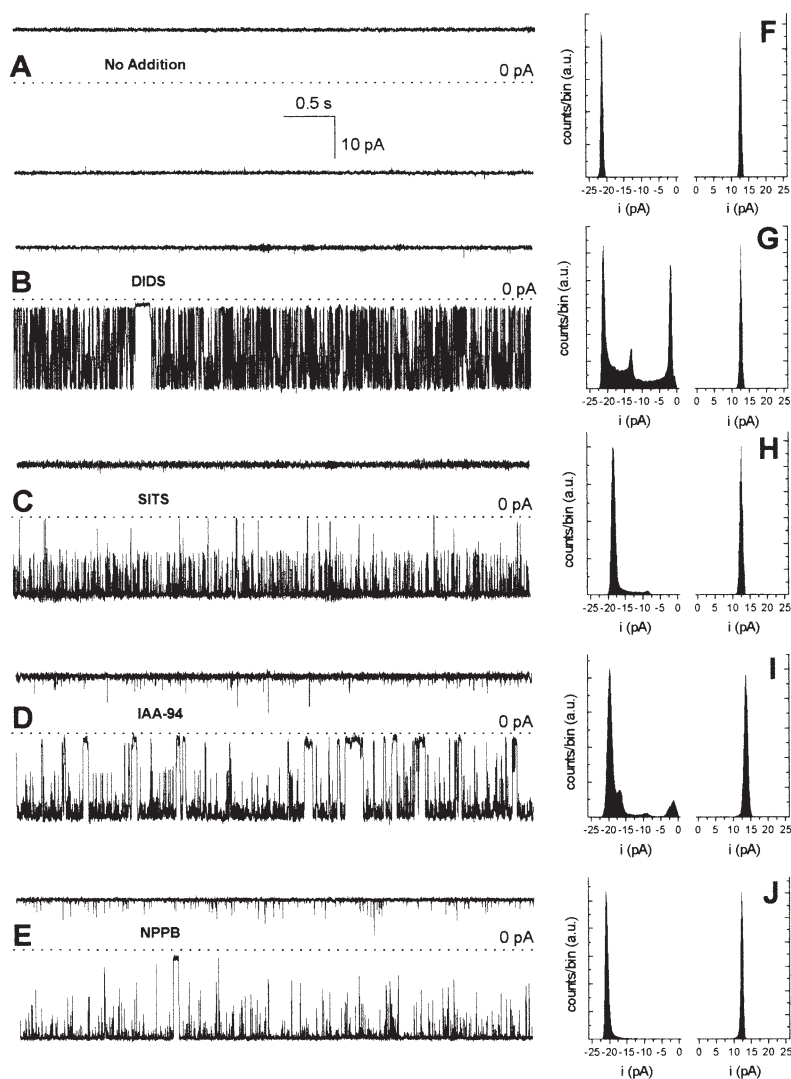 A
No Addition
0 pA
0.5 s
10 pA
F
counts/bin (a.u.)
-25 -20 -15 -10 -5 0
0 5 10 15 20 25
i (pA)
i (pA)
B
DIDS
0 pA
G
counts/bin (a.u.)
-25 -20 -15 -10 -5 0
0 5 10 15 20 25
i (pA)
i (pA)
C
SITS
0 pA
H
counts/bin (a.u.)
-25 -20 -15 -10 -5 0
0 5 10 15 20 25
i (pA)
i (pA)
D
IAA-94
0 pA
I
counts/bin (a.u.)
-25 -20 -15 -10 -5 0
0 5 10 15 20 25
i (pA)
i (pA)
E
NPPB
0 pA
J
counts/bin (a.u.)
-25 -20 -15 -10 -5 0
0 5 10 15 20 25
i (pA)
i (pA)